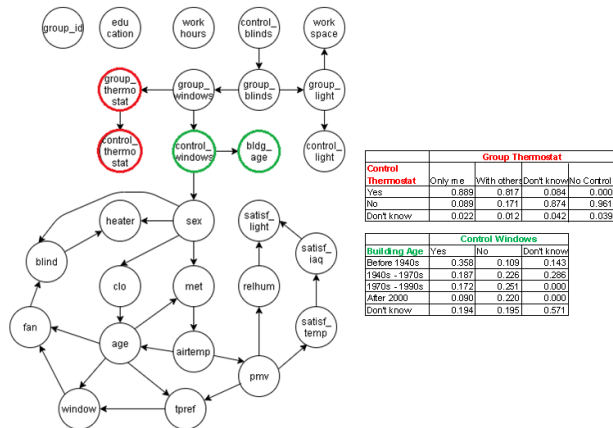 group_id
edu
cation
work
hours
control_
blinds
work
space
group_
thermo
stat
group_
windows
group_
blinds
group_
light
control_
thermo
stat
control_
windows
bldg_
age
control_
light
heater
sex
satisf_
light
satisf_
iaq
blind
clo
met
relhum
fan
age
airtemp
satisf_
temp
pmv
window
tpref
Group Thermostat
Control
Thermostat Only me With others Don't know No Control
Yes 0.889 0.817 0.084 0.000
No 0.089 0.171 0.874 0.961
Don't know 0.022 0.012 0.042 0.039
Control Windows
Building Age Yes No Don't know
Before 1940s 0.358 0.109 0.143
1940s - 1970s 0.187 0.226 0.286
1970s - 1990s 0.172 0.251 0.000
After 2000 0.090 0.220 0.000
Don't know 0.194 0.195 0.571